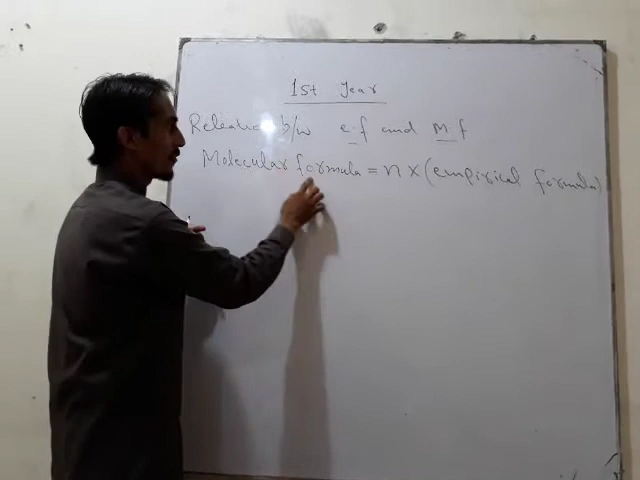 1st Year
Relation b/w e.f and M f
Molecular formula = n × (empirical formula)